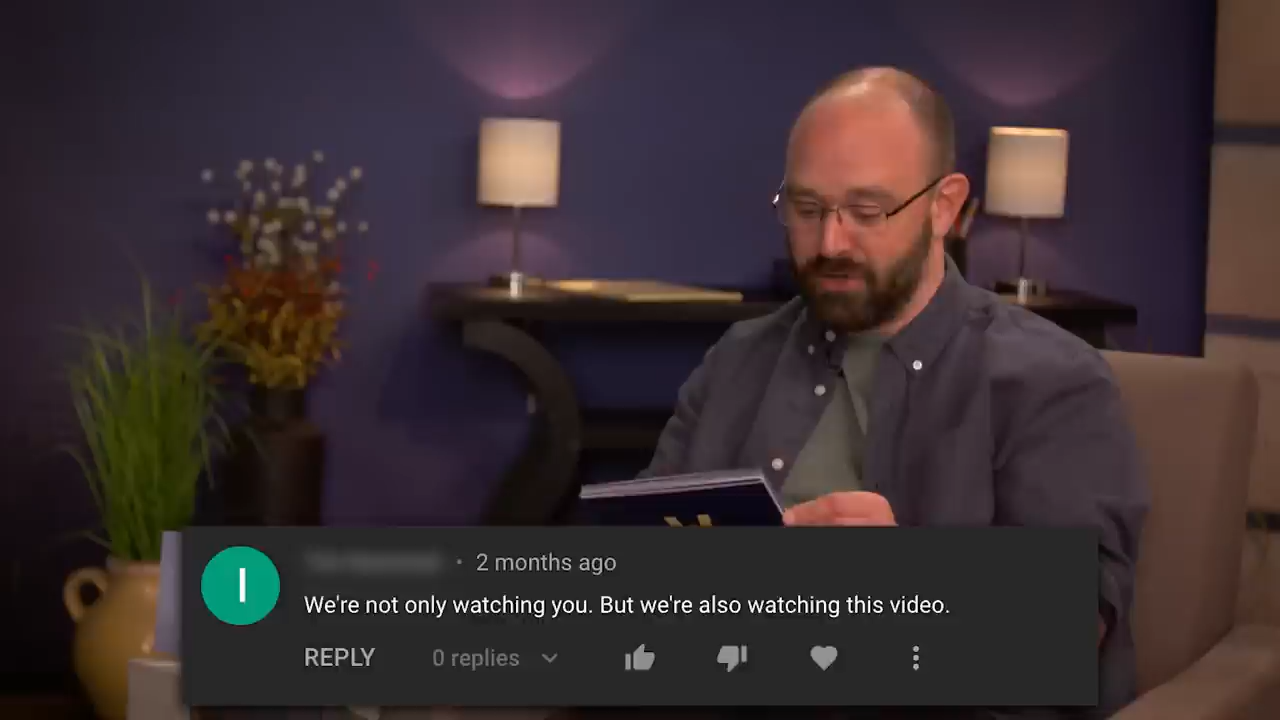 I
· 2 months ago
We're not only watching you. But we're also watching this video.
REPLY 0 replies